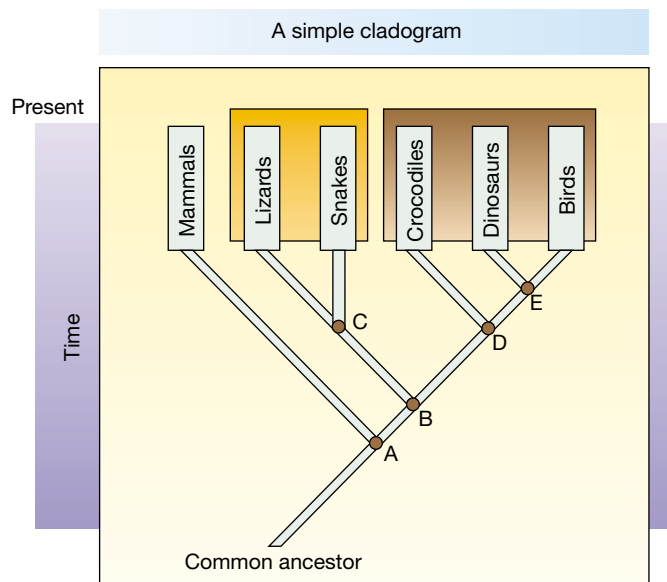 A simple cladogram
Present
Mammals
Lizards
Snakes
Crocodiles
Dinosaurs
Birds
Time
C
E
D
B
A
Common ancestor